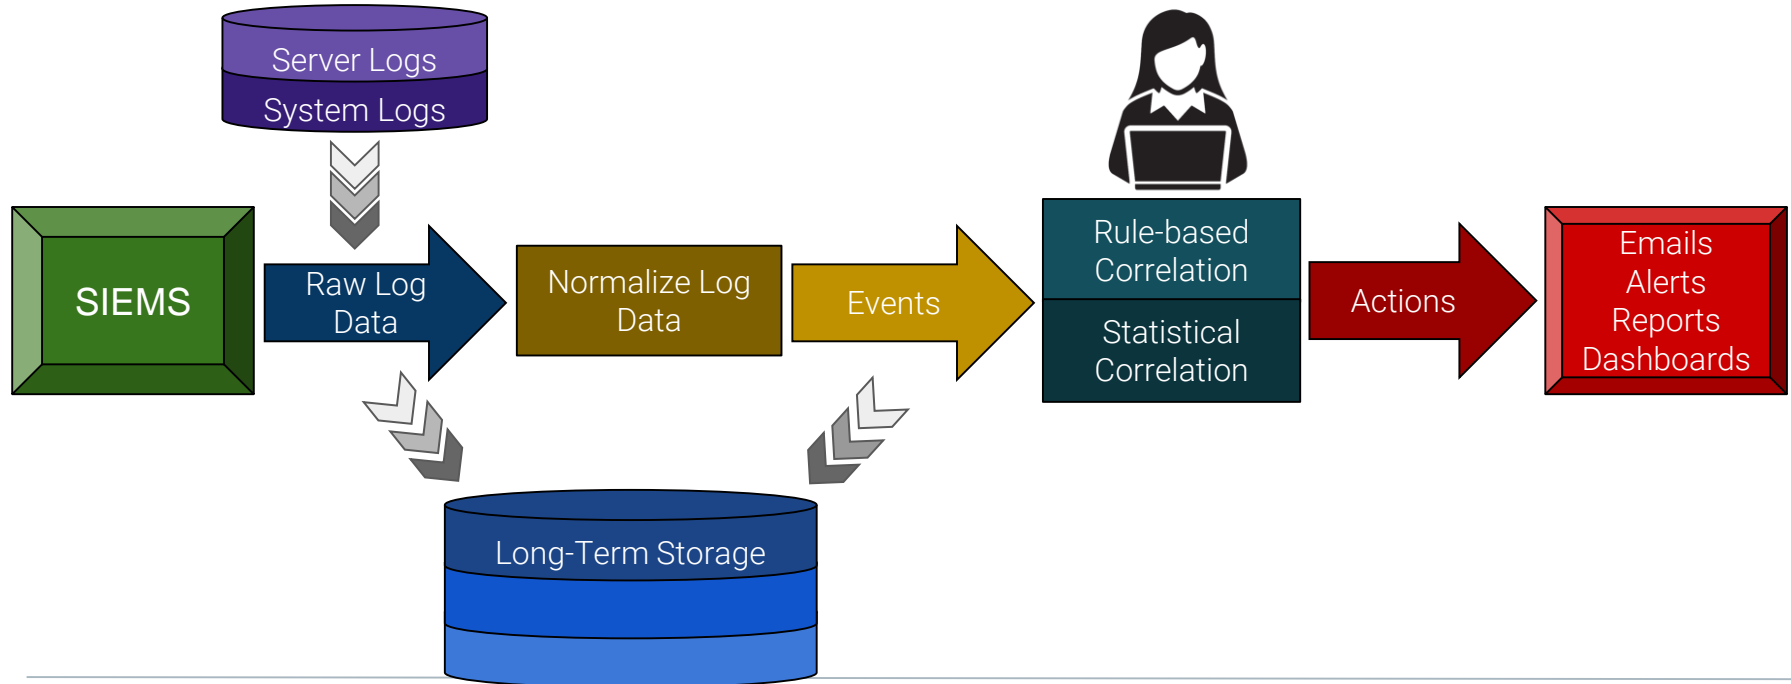 Server Logs
System Logs
SIEMS
Raw Log
Data
Normalize Log
Data
Events
Rule-based
Correlation
Statistical
Correlation
Actions
Emails
Alerts
Reports
Dashboards
Long-Term Storage